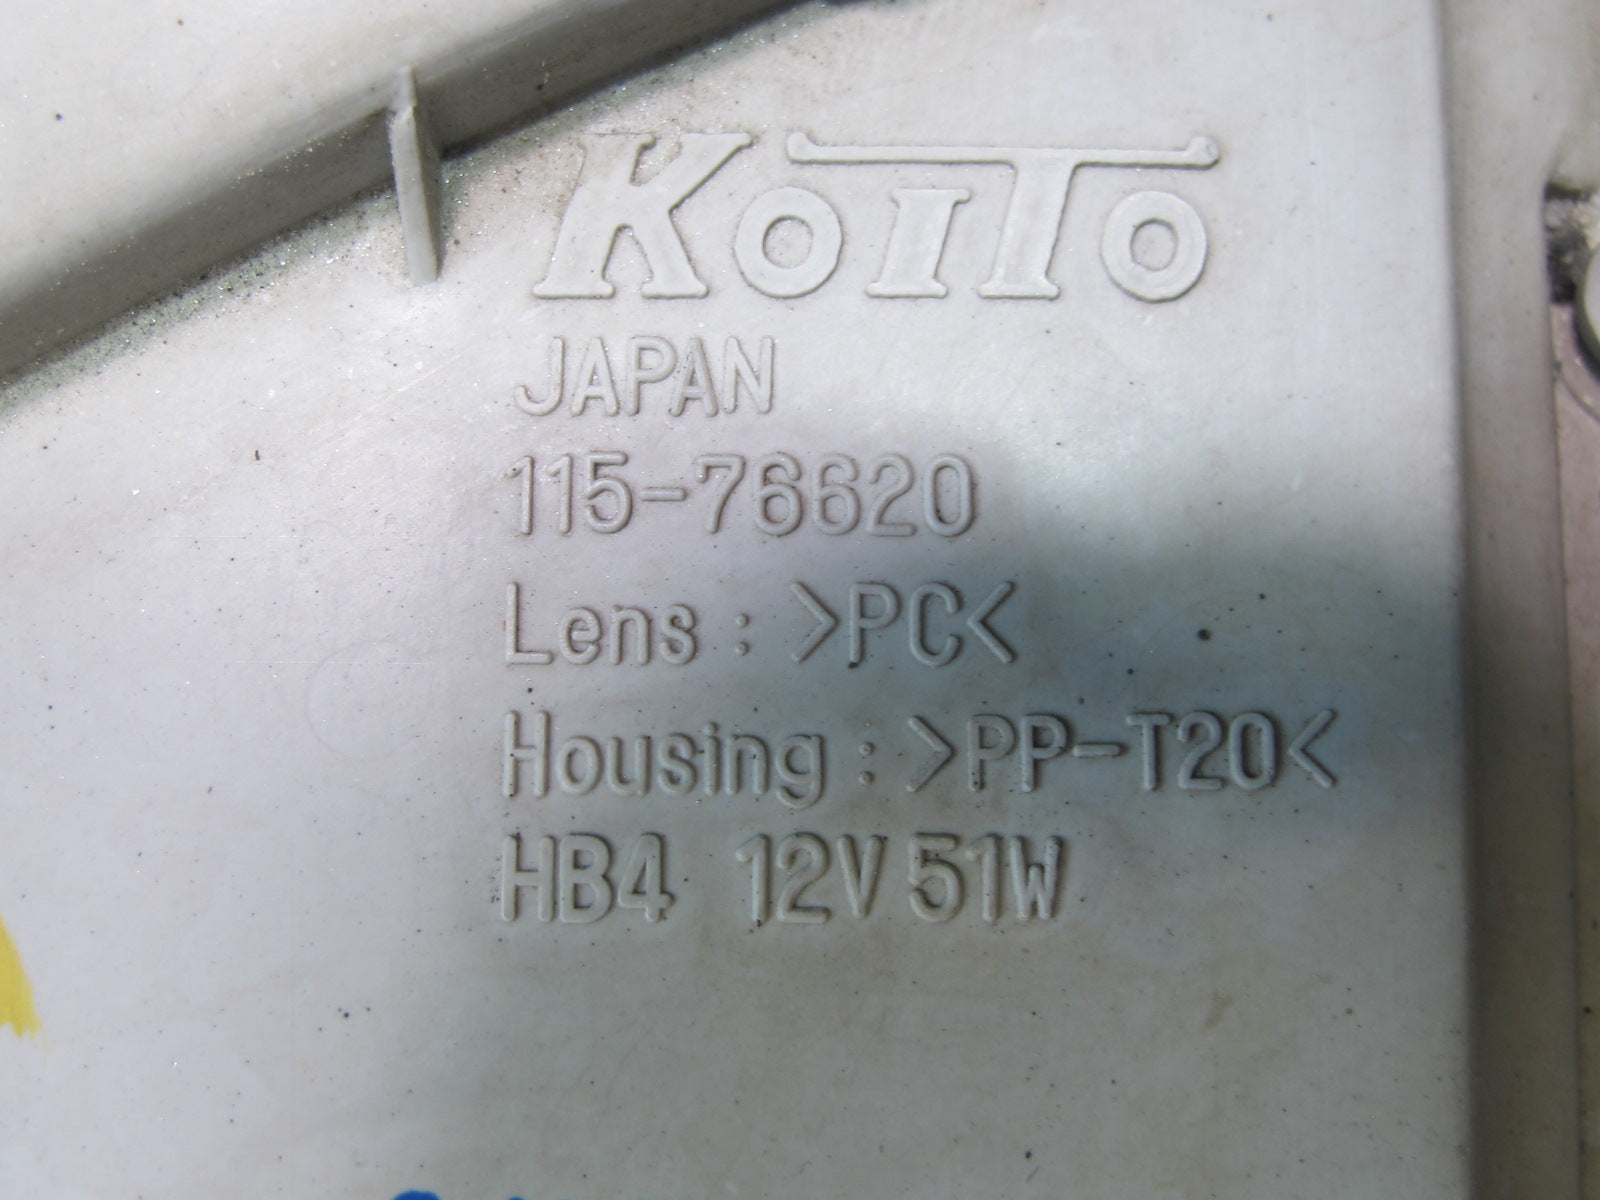 KOITO
JAPAN
115-76620
Lens : >PC<
Housing : >PP-T20<
HB4 12V 51W